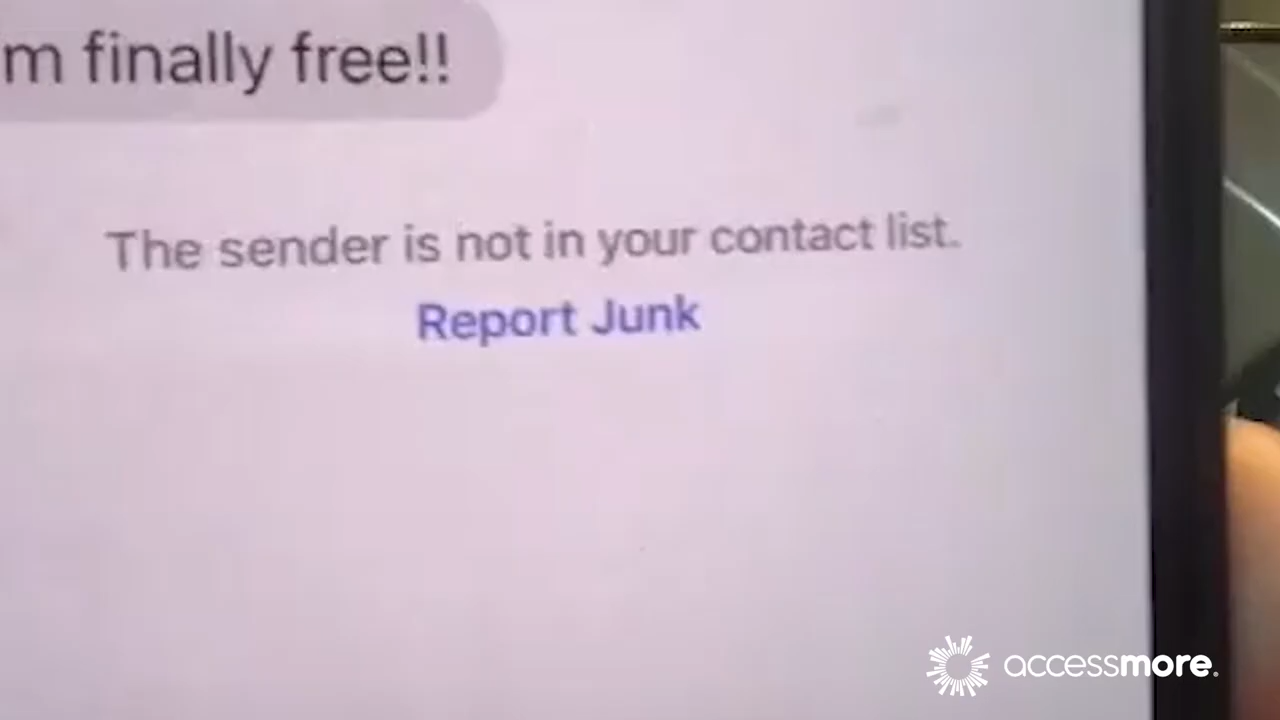 m finally free!!
The sender is not in your contact list.
Report Junk
accessmore.